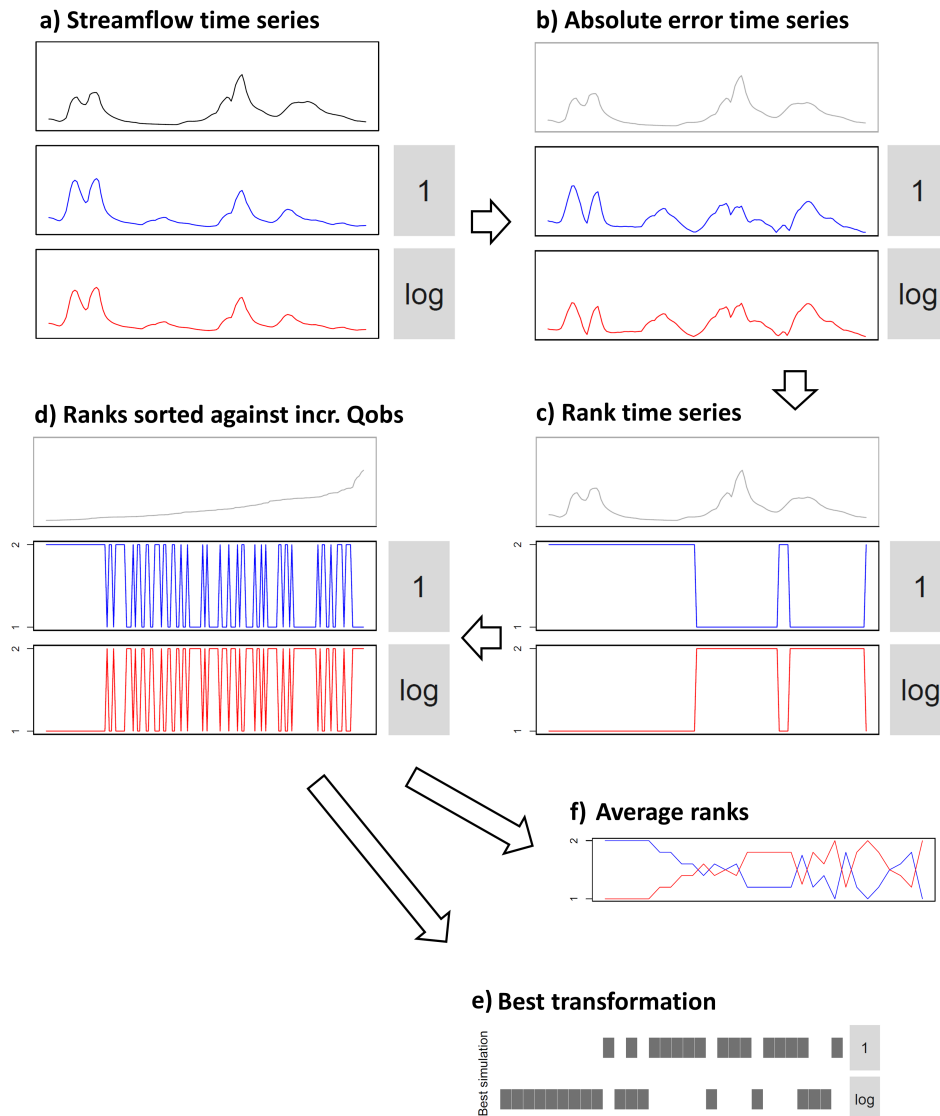 a) Streamflow time series
b) Absolute error time series
1
1
log
log
d) Ranks sorted against incr. Qobs
c) Rank time series
2
1
1
2
1
1
2
1
log
2
1
log
f) Average ranks
2
1
e) Best transformation
Best simulation
1
log